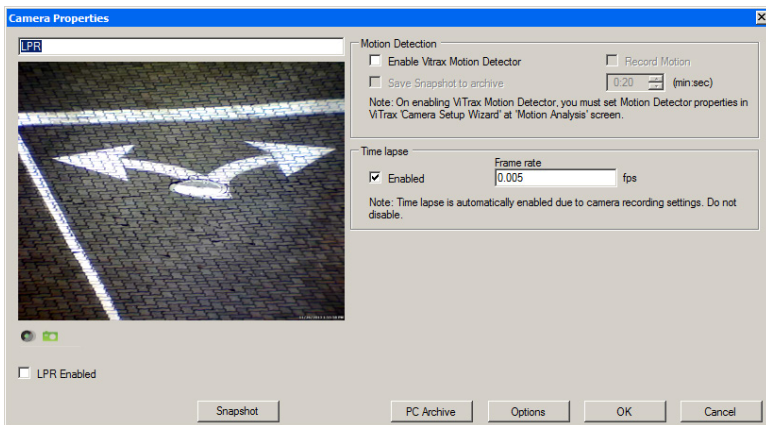 Camera Properties
LPR
Motion Detection
Enable Vitrax Motion Detector
Record Motion
Save Snapshot to archive
0:20
(min:sec)
Note: On enabling ViTrax Motion Detector, you must set Motion Detector properties in
ViTrax 'Camera Setup Wizard' at 'Motion Analysis' screen.
Time lapse
Frame rate
Enabled
0.005
fps
Note: Time lapse is automatically enabled due to camera recording settings. Do not
disable.
LPR Enabled
Snapshot
PC Archive
Options
OK
Cancel